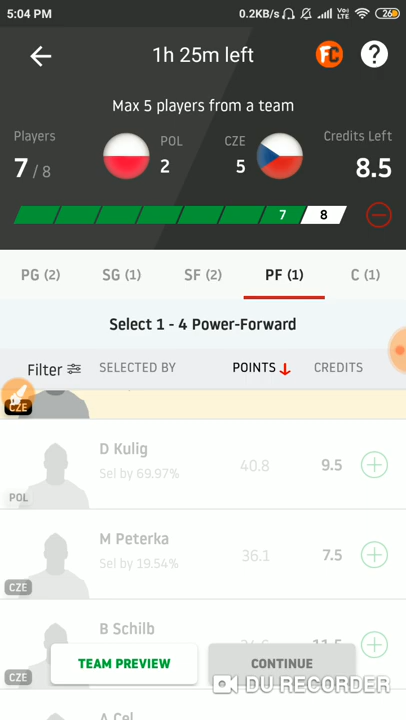 5:04 PM
0.2KB/s
Vo) LTE
26
1h 25m left
FC
?
Max 5 players from a team
Players
POL
CZE
Credits Left
7 / 8
2
5
8.5
7
8
PG (2)
SG (1)
SF (2)
PF (1)
C (1)
Select 1 - 4 Power-Forward
Filter
SELECTED BY
POINTS
CREDITS
CZE
D Kulig
Sel by 69.97%
40.8
9.5
POL
M Peterka
Sel by 19.54%
36.1
7.5
CZE
B Schilb
11.5
CZE
TEAM PREVIEW
CONTINUE
DU RECORDER
A Cel